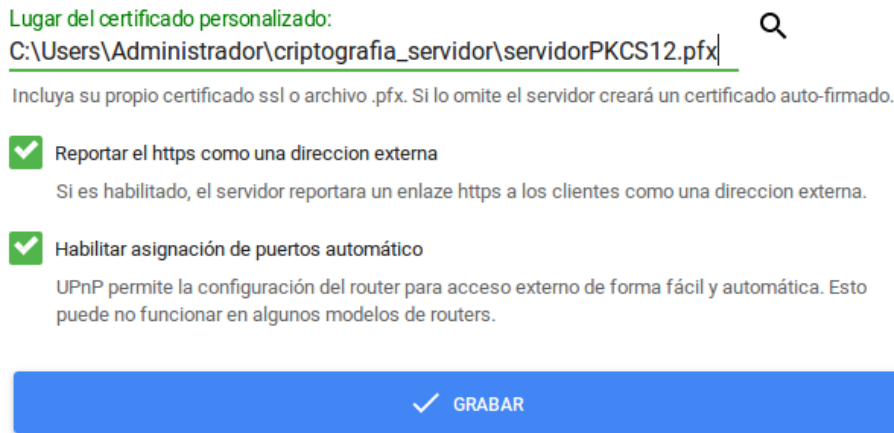 Lugar del certificado personalizado:
C:\Users\Administrador\criptografia_servidor\servidorPKCS12.pfx
Incluya su propio certificado ssl o archivo .pfx. Si lo omite el servidor creará un certificado auto-firmado.
Reportar el https como una direccion externa
Si es habilitado, el servidor reportara un enlaze https a los clientes como una direccion externa.
Habilitar asignación de puertos automático
UPnP permite la configuración del router para acceso externo de forma fácil y automática. Esto
puede no funcionar en algunos modelos de routers.
GRABAR